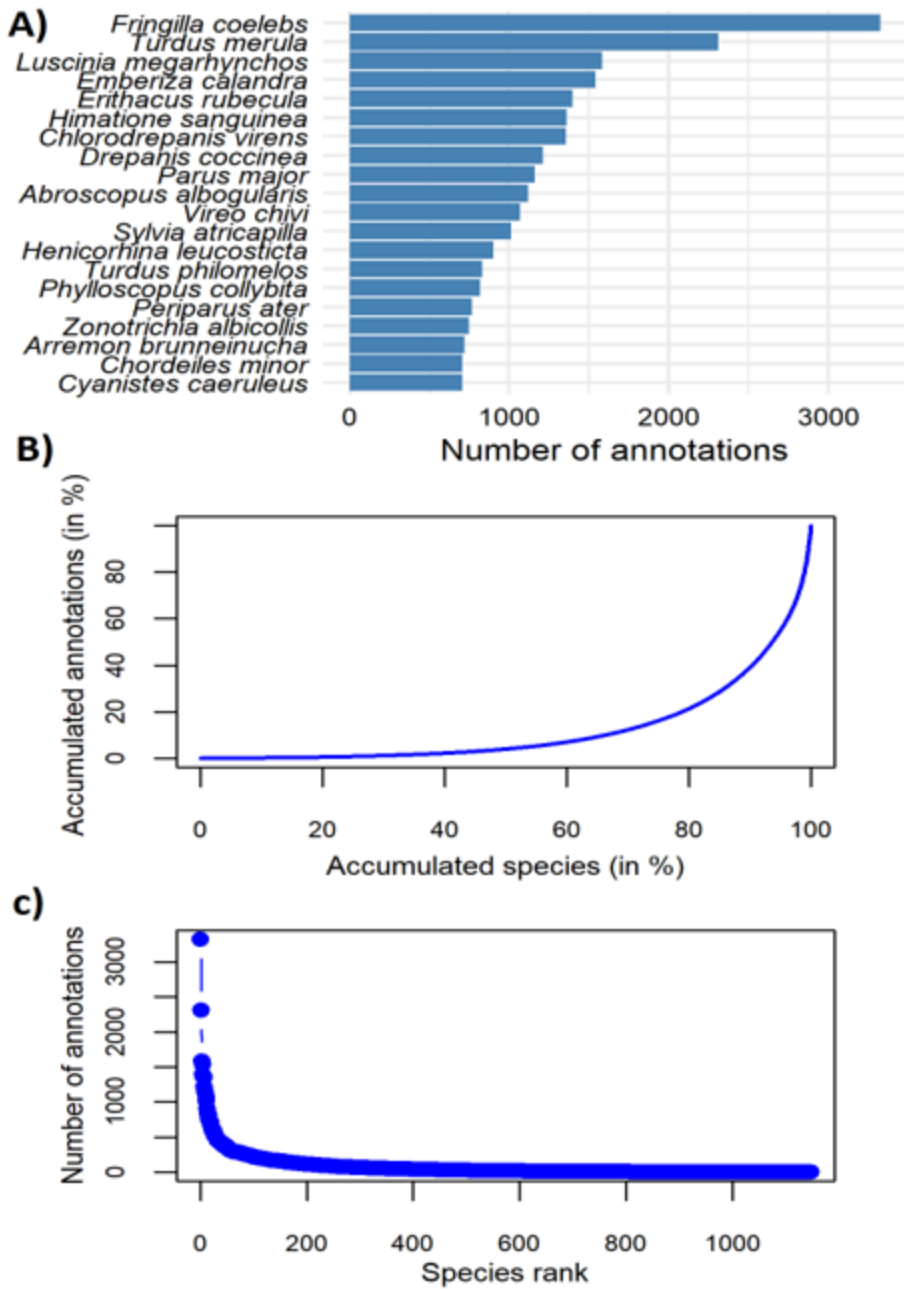 A)
Fringilla coelebs
Turdus merula
Luscinia megarhynchos
Emberiza calandra
Erithacus rubecula
Himatione sanguinea
Chlorodrepanis virens
Drepanis coccinea
Parus major
Abroscopus albogularis
Vireo chivi
Sylvia atricapilla
Henicorhina leucosticta
Turdus philomelos
Phylloscopus collybita
Periparus ater
Zonotrichia albicollis
Arremon brunneinucha
Chordeiles minor
Cyanistes caeruleus
0 1000 2000 3000
Number of annotations
B)
Accumulated annotations (in %)
80
60
40
20
0
0 20 40 60 80 100
Accumulated species (in %)
c)
Number of annotations
3000
2000
1000
0
0 200 400 600 800 1000
Species rank